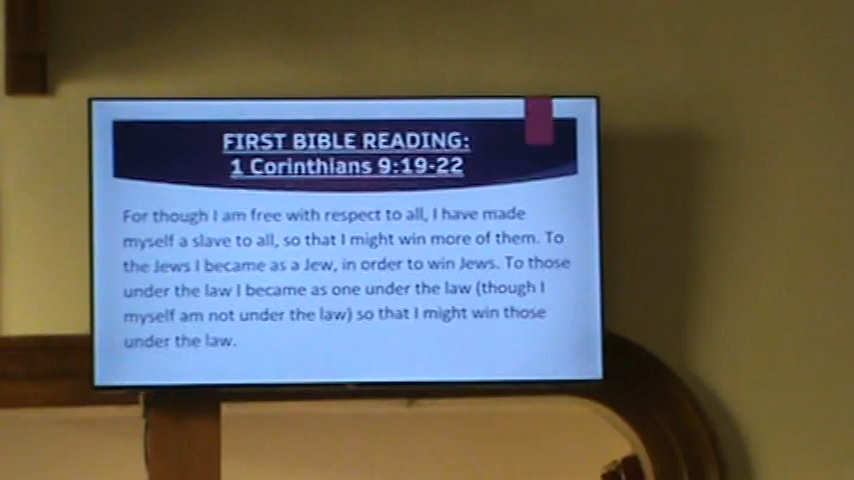 FIRST BIBLE READING:
1 Corinthians 9:19-22
For though I am free with respect to all, I have made
myself a slave to all, so that I might win more of them. To
the Jews I became as a Jew, in order to win Jews. To those
under the law I became as one under the law (though I
myself am not under the law) so that I might win those
under the law.